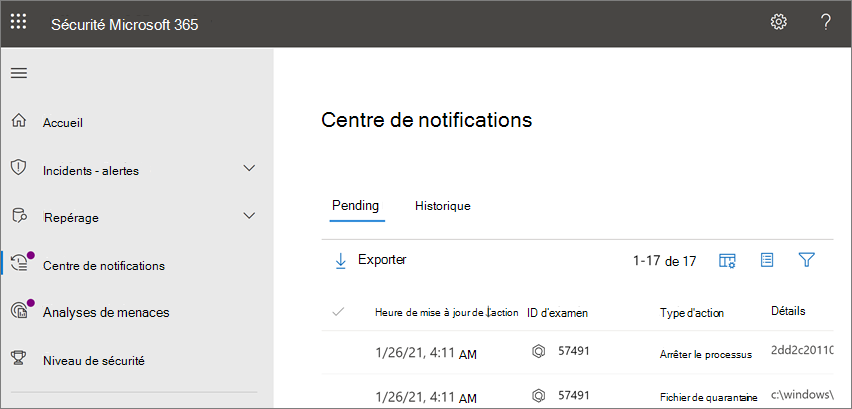 Sécurité Microsoft 365
?
Accueil
Incidents - alertes
Repérage
Centre de notifications
Analyses de menaces
Niveau de sécurité
Centre de notifications
Pending Historique
Exporter 1-17 de 17
Heure de mise à jour de l'action ID d'examen Type d'action Détails
1/26/21, 4:11 AM 57491 Arrêter le processus 2dd2c20110
1/26/21, 4:11 AM 57491 Fichier de quarantaine c:\windows\